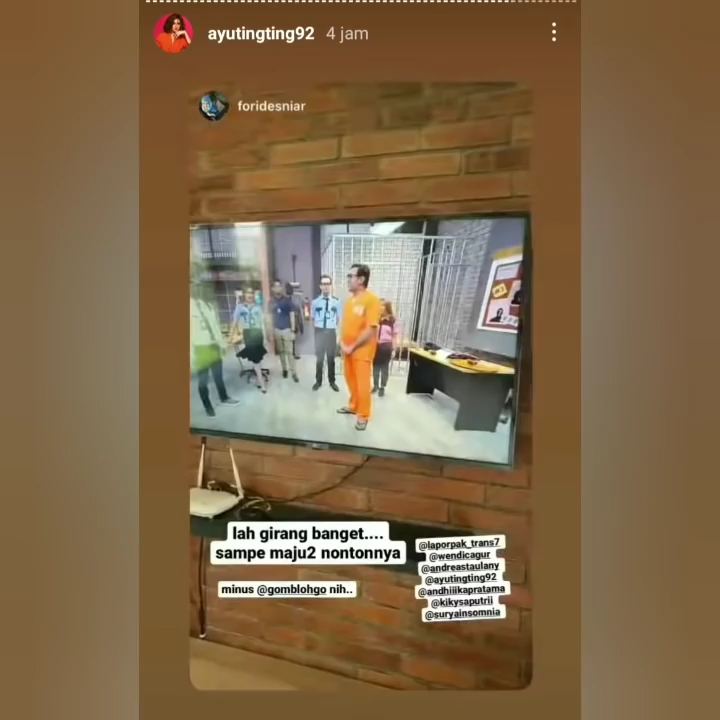 ayutingting92 4 jam
foridesniar
lah girang banget....
sampe maju2 nontonnya
minus @gomblohgo nih..
@laporpak_trans7
@wendicagur
@andreastaulany
@ayutingting92
@andhiiikapratama
@kikysaputrii
@suryainsomnia